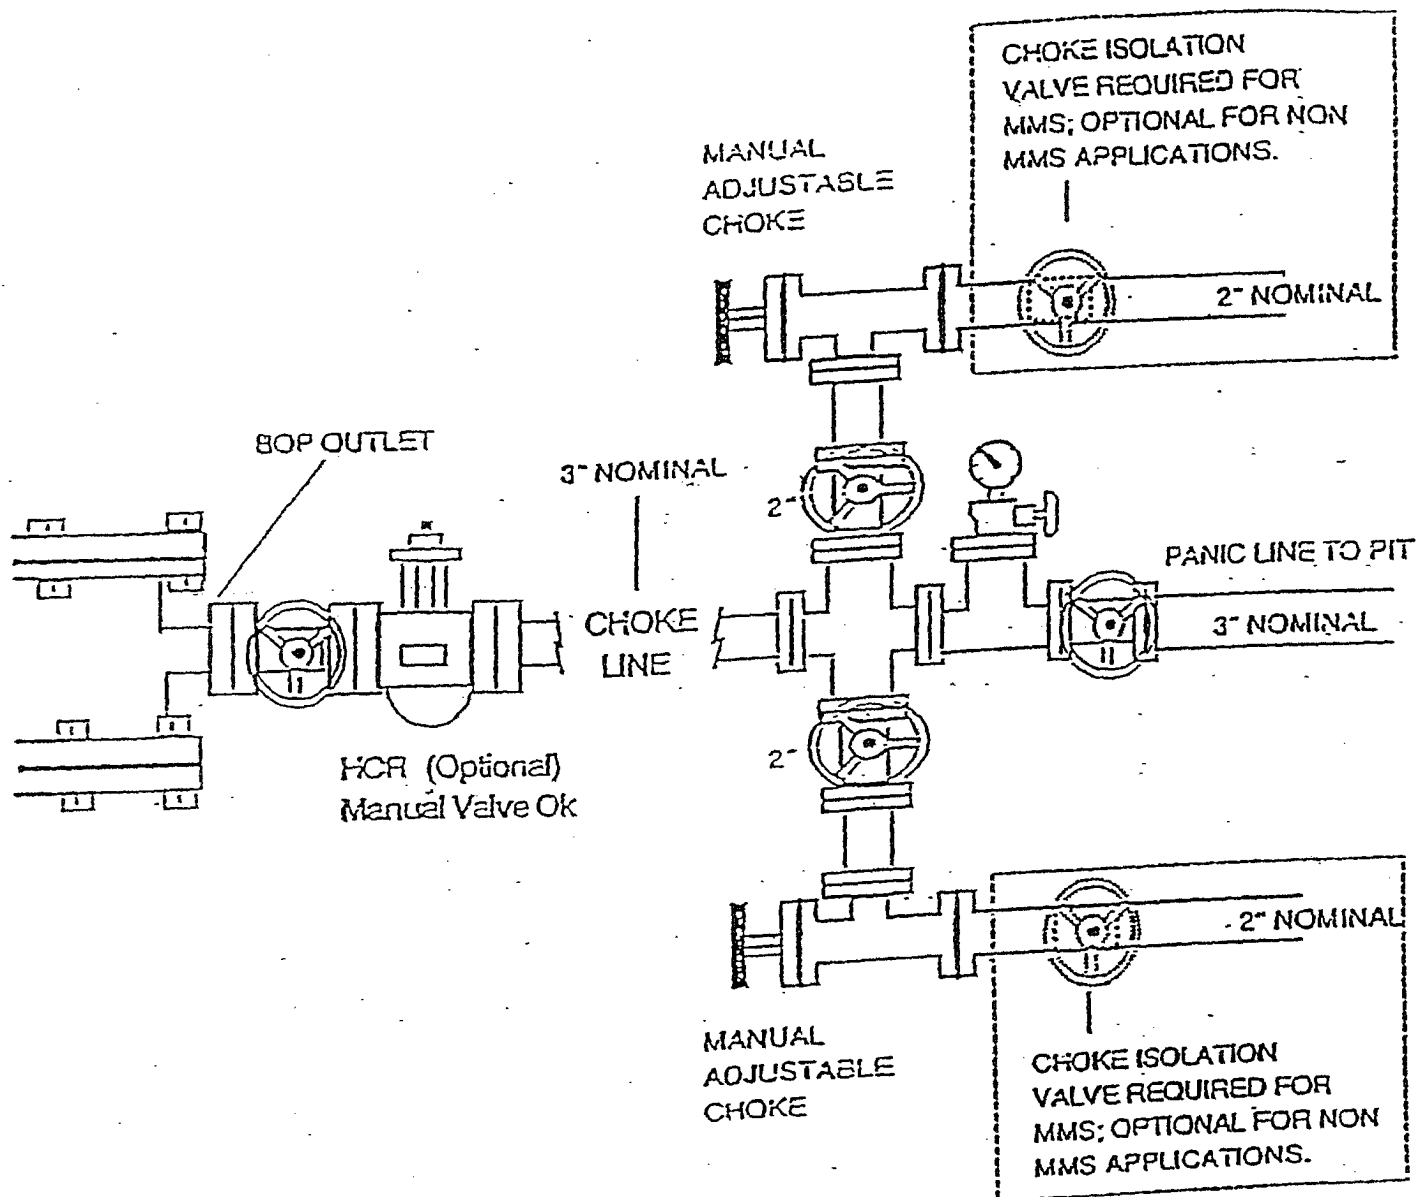 CHOKE ISOLATION
VALVE REQUIRED FOR
MMS; OPTIONAL FOR NON
MMS APPLICATIONS.
MANUAL
ADJUSTABLE
CHOKE
2" NOMINAL
BOP OUTLET
3" NOMINAL
2"
PANIC LINE TO PIT
CHOKE
LINE
3" NOMINAL
2"
HCR (Optional)
Manual Valve Ok
2" NOMINAL
MANUAL
ADJUSTABLE
CHOKE
CHOKE ISOLATION
VALVE REQUIRED FOR
MMS; OPTIONAL FOR NON
MMS APPLICATIONS.